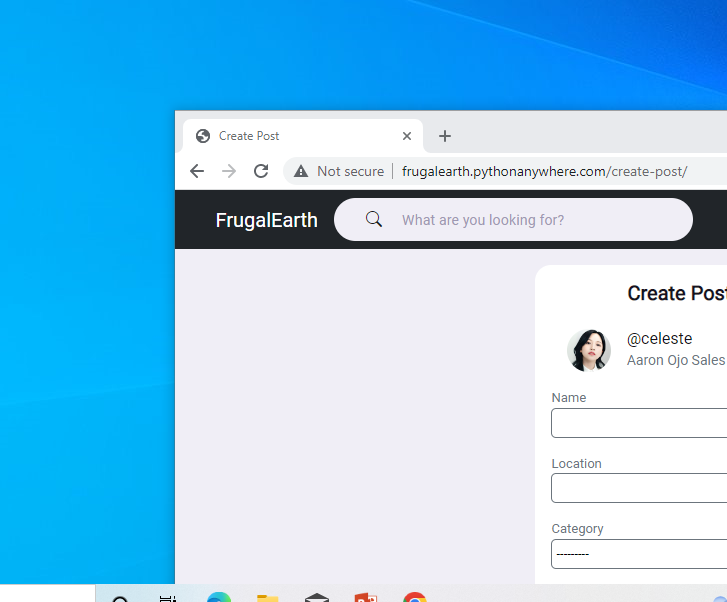 Create Post
Not secure
frugalearth.pythonanywhere.com/create-post/
FrugalEarth
What are you looking for?
Create Post
@celeste
Aaron Ojo Sales
Name
Location
Category
---------